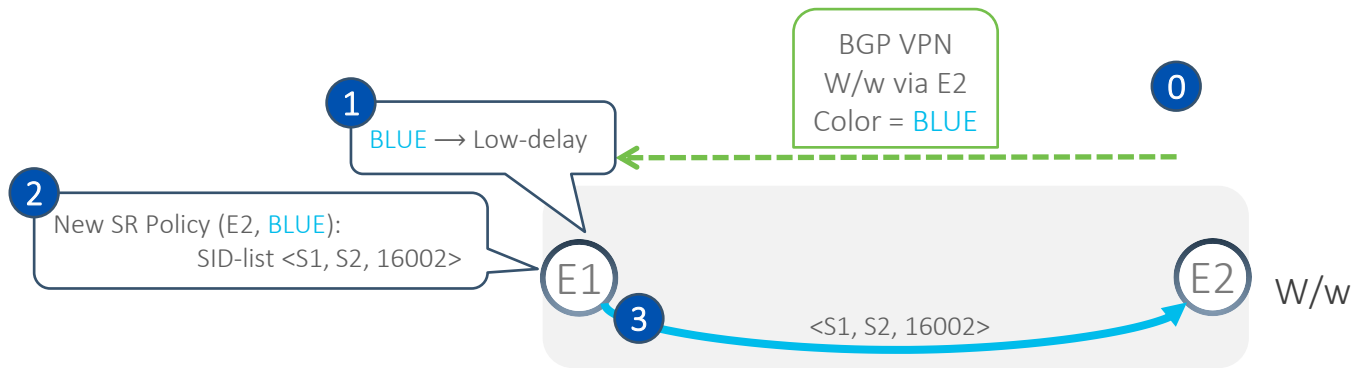 BGP VPN
W/w via E2
Color = BLUE
0
1
BLUE → Low-delay
2
New SR Policy (E2, BLUE):
SID-list <S1, S2, 16002>
E1
E2
W/w
3
<S1, S2, 16002>